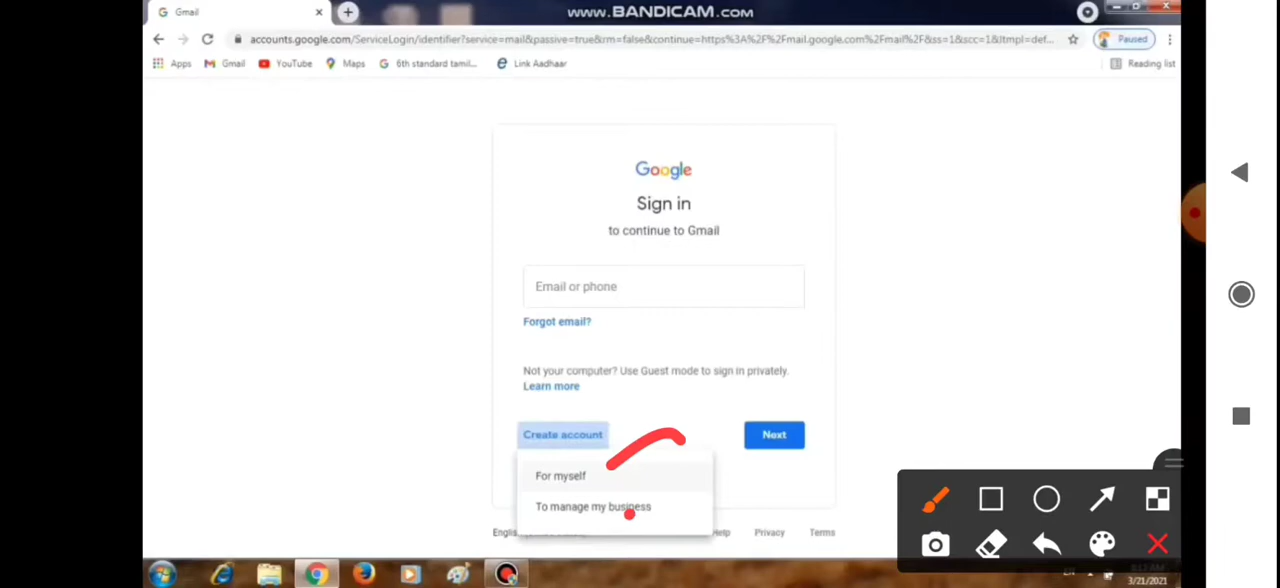 Gmail
www.BANDICAM.com
accounts.google.com/ServiceLogin/identifier?service=mail&passive=true&rm=false&continue=https%3A%2F%2Fmail.google.com%2Fmail%2F&ss=1&scc=1&ltmpl=def...
Paused
Apps Gmail YouTube Maps 6th standard tamil... Link Aadhaar Reading list
Google
Sign in
to continue to Gmail
Email or phone
Forgot email?
Not your computer? Use Guest mode to sign in privately.
Learn more
Create account
Next
For myself
To manage my business
Help Privacy Terms
3/21/2021